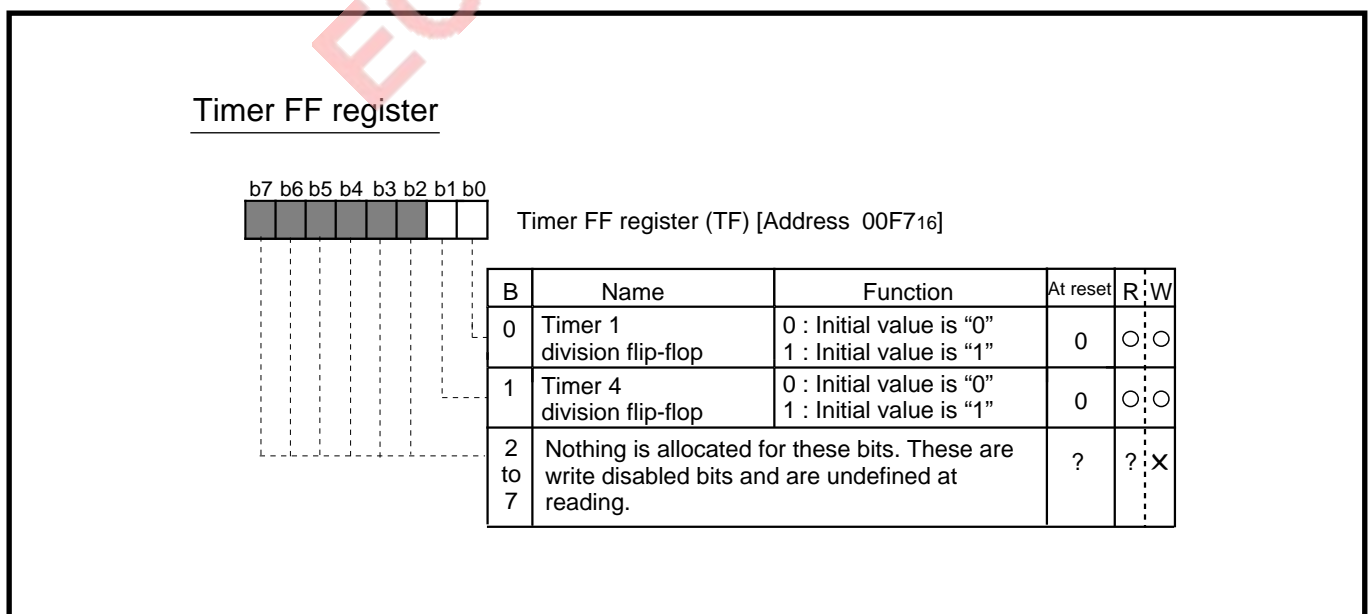 EC
Timer FF register
b7 b6 b5 b4 b3 b2 b1 b0
Timer FF register (TF) [Address 00F716]
B Name Function At reset R W
0 Timer 1 division flip-flop 0 : Initial value is “0” 1 : Initial value is “1” 0 ○ ○
1 Timer 4 division flip-flop 0 : Initial value is “0” 1 : Initial value is “1” 0 ○ ○
2 to 7 Nothing is allocated for these bits. These are
write disabled bits and are undefined at
reading. ? ? ×